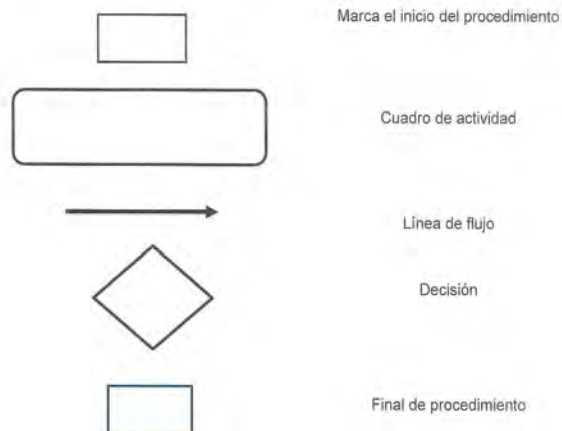 Marca el inicio del procedimiento
Cuadro de actividad
Línea de flujo
Decisión
Final de procedimiento